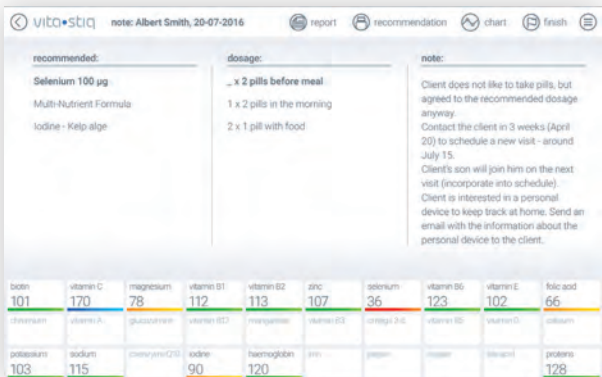 vita•stiq note: Albert Smith, 20-07-2016 report recommendation chart finish
recommended: dosage: note:
Selenium 100 µg
Multi-Nutrient Formula
Iodine - Kelp alge
_ x 2 pills before meal
1 x 2 pills in the morning
2 x 1 pill with food
Client does not like to take pills, but
agreed to the recommended dosage
anyway.
Contact the client in 3 weeks (April
20) to schedule a new visit - around
July 15.
Client's son will join him on the next
visit (incorporate into schedule).
Client is interested in a personal
device to keep track at home. Send an
email with the information about the
personal device to the client.
biotin vitamin C magnesium vitamin B1 vitamin B2 zinc selenium vitamin B6 vitamin E folic acid
101 170 78 112 113 107 36 123 102 66
chromium vitamin A glucosamine vitamin B12 manganese vitamin B3 omega 3-6 vitamin B5 vitamin D calcium
potassium sodium coenzyme Q10 iodine haemoglobin iron copper proteins
103 115 90 120 128